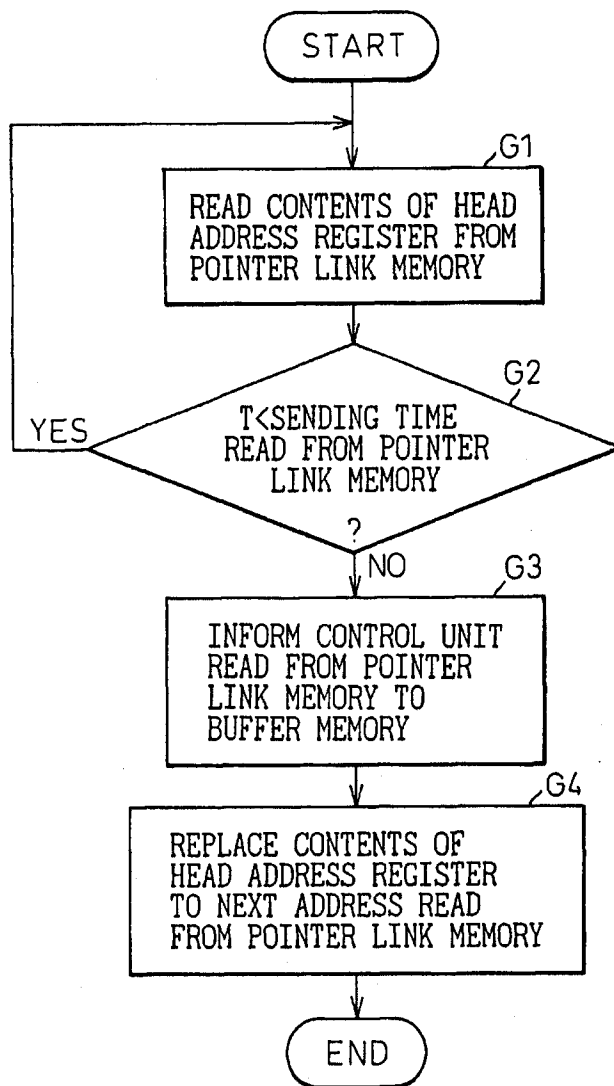 START
G1
READ CONTENTS OF HEAD
ADDRESS REGISTER FROM
POINTER LINK MEMORY
G2
T<SENDING TIME
READ FROM POINTER
LINK MEMORY
?
YES
NO
G3
INFORM CONTROL UNIT
READ FROM POINTER
LINK MEMORY TO
BUFFER MEMORY
G4
REPLACE CONTENTS OF
HEAD ADDRESS REGISTER
TO NEXT ADDRESS READ
FROM POINTER LINK MEMORY
END